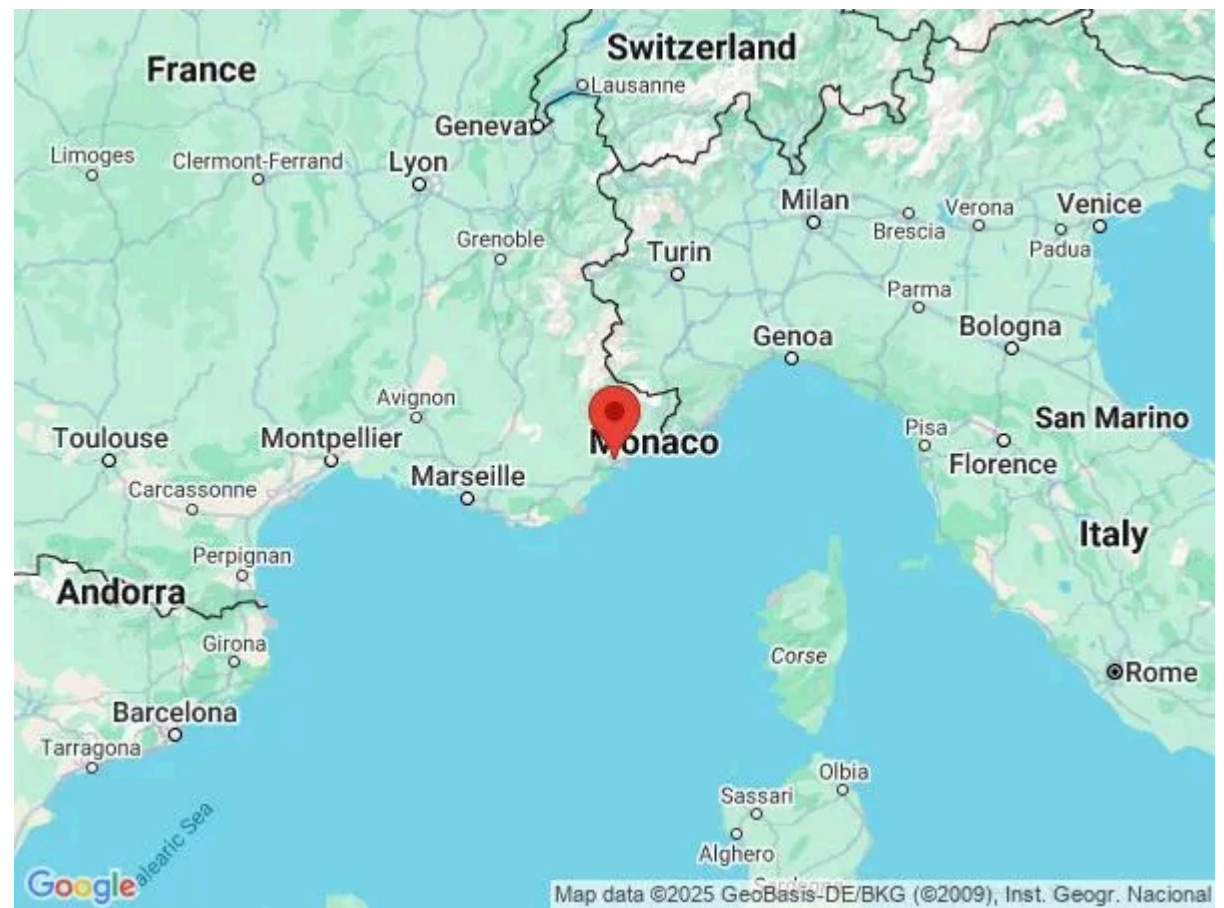 France
Switzerland
Lausanne
Geneva
Limoges
Clermont-Ferrand
Lyon
Milan
Verona
Venice
Brescia
Padua
Grenoble
Turin
Parma
Bologna
Genoa
Avignon
San Marino
Toulouse
Montpellier
Monaco
Pisa
Florence
Marseille
Carcassonne
Italy
Perpignan
Andorra
Girona
Corse
Rome
Barcelona
Tarragona
Olbia
Sassari
Alghero
alearic Sea
Google
Map data ©2025 GeoBasis-DE/BKG (©2009), Inst. Geogr. Nacional